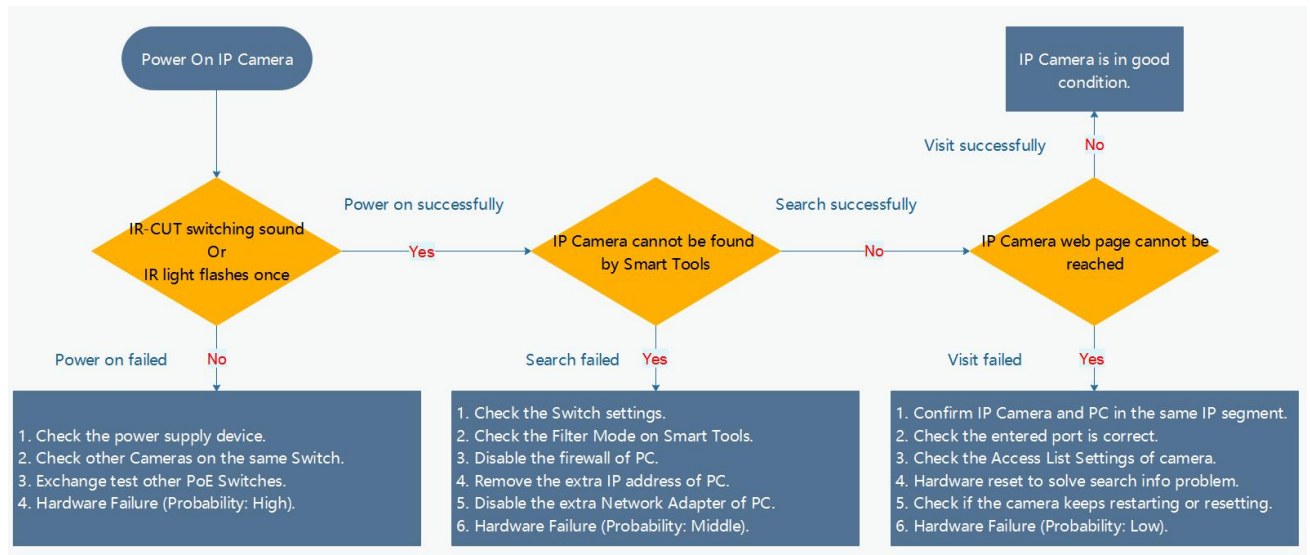 Power On IP Camera
IP Camera is in good
condition.
Visit successfully
No
IR-CUT switching sound
Or
IR light flashes once
Power on successfully
Yes
IP Camera cannot be found
by Smart Tools
Search successfully
No
IP Camera web page cannot be
reached
Power on failed
No
Search failed
Yes
Visit failed
Yes
1. Check the power supply device.
2. Check other Cameras on the same Switch.
3. Exchange test other PoE Switches.
4. Hardware Failure (Probability: High).
1. Check the Switch settings.
2. Check the Filter Mode on Smart Tools.
3. Disable the firewall of PC.
4. Remove the extra IP address of PC.
5. Disable the extra Network Adapter of PC.
6. Hardware Failure (Probability: Middle).
1. Confirm IP Camera and PC in the same IP segment.
2. Check the entered port is correct.
3. Check the Access List Settings of camera.
4. Hardware reset to solve search info problem.
5. Check if the camera keeps restarting or resetting.
6. Hardware Failure (Probability: Low).